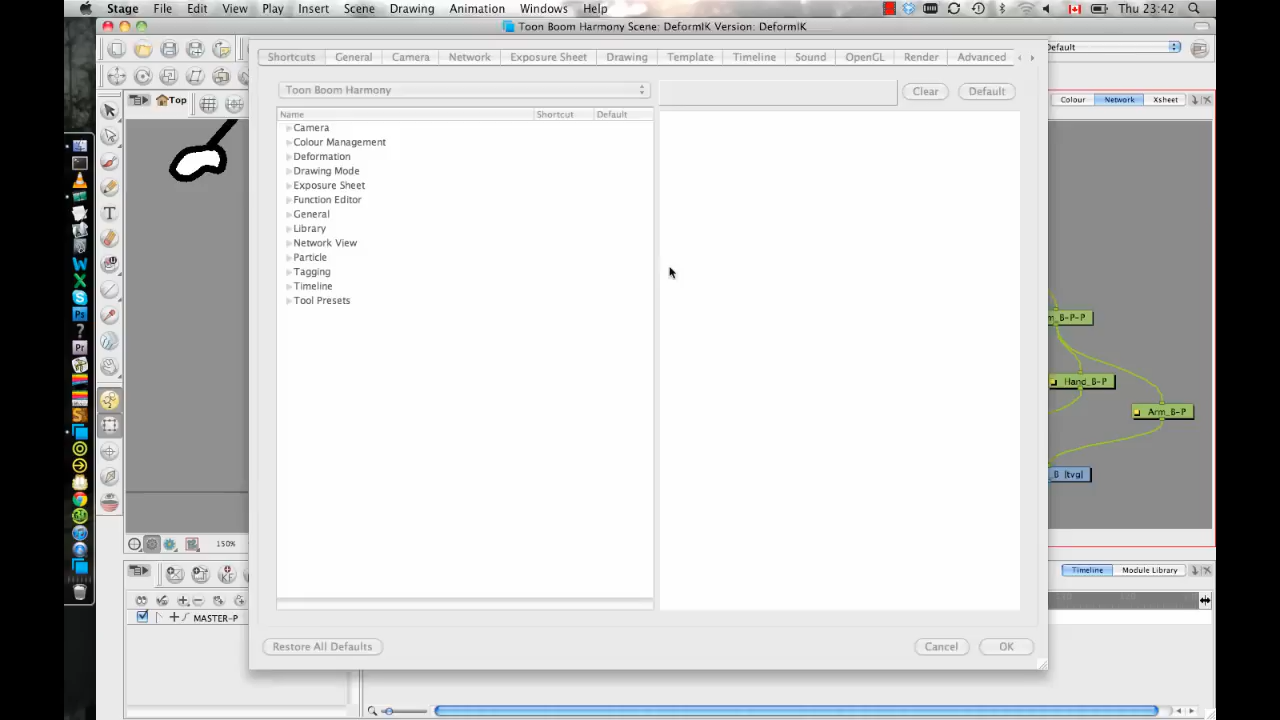 Stage File Edit View Play Insert Scene Drawing Animation Windows Help Thu 23:42
Toon Boom Harmony Scene: DeformIK Version: DeformIK
Default
Shortcuts General Camera Network Exposure Sheet Drawing Template Timeline Sound OpenGL Render Advanced
Toon Boom Harmony Clear Default
Top
Colour Network Xsheet
Name Shortcut Default
Camera
Colour Management
Deformation
Drawing Mode
Exposure Sheet
Function Editor
General
Library
Network View
Particle
Tagging
Timeline
Tool Presets
m_B-P-P
Hand_B-P
Arm_B-P
_B [tvg]
150%
Timeline Module Library
MASTER-P
Restore All Defaults Cancel OK